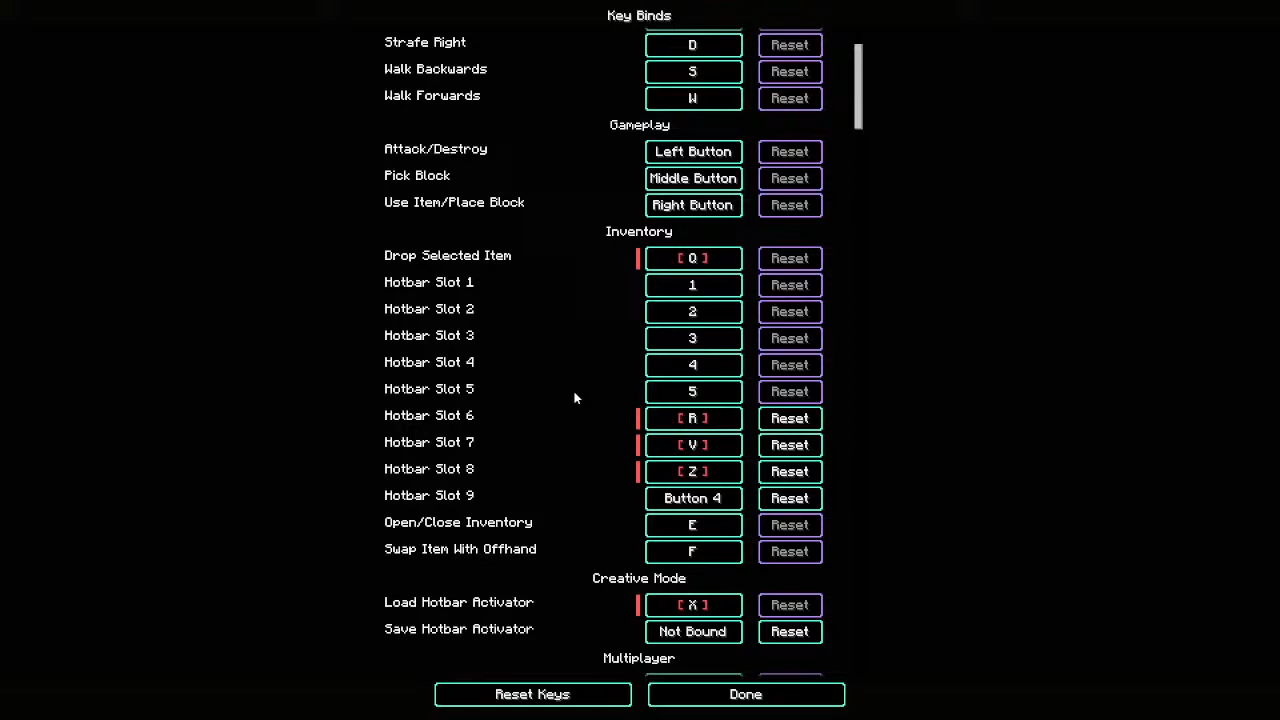 Key Binds
Strafe Right D Reset
Walk Backwards S Reset
Walk Forwards W Reset
Gameplay
Attack/Destroy Left Button Reset
Pick Block Middle Button Reset
Use Item/Place Block Right Button Reset
Inventory
Drop Selected Item [ Q ] Reset
Hotbar Slot 1 1 Reset
Hotbar Slot 2 2 Reset
Hotbar Slot 3 3 Reset
Hotbar Slot 4 4 Reset
Hotbar Slot 5 5 Reset
Hotbar Slot 6 [ R ] Reset
Hotbar Slot 7 [ V ] Reset
Hotbar Slot 8 [ Z ] Reset
Hotbar Slot 9 Button 4 Reset
Open/Close Inventory E Reset
Swap Item With Offhand F Reset
Creative Mode
Load Hotbar Activator [ X ] Reset
Save Hotbar Activator Not Bound Reset
Multiplayer
Reset Keys Done